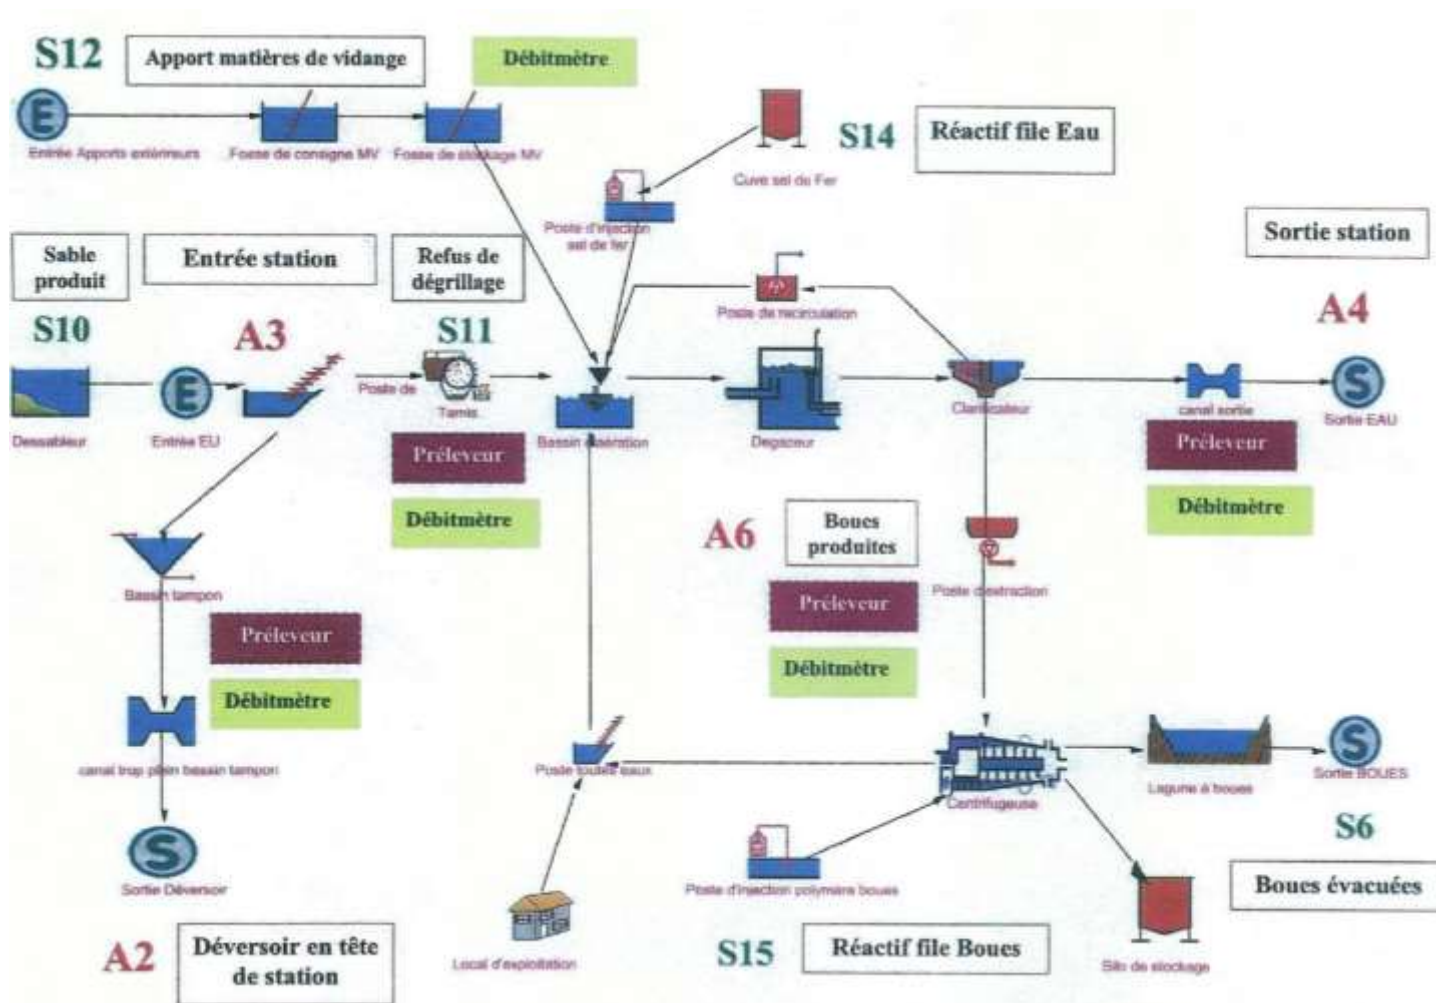 S12
Apport matières de vidange
Débitmètre
E
Entrée Apports extérieurs
Fosse de consigne MV
Fosse de stockage MV
Cuve sel de Fer
S14
Réactif file Eau
Poste d'injection
sel de fer
Sable
produit
Entrée station
Refus de
dégrillage
Sortie station
S10
A3
S11
Poste de recirculation
A4
E
S
Dessableur
Entrée EU
Poste de
Tamis
Bassin d'aération
Degaceur
Clarificateur
canal sortie
Sortie EAU
Préleveur
Débitmètre
Préleveur
Débitmètre
A6
Boues
produites
Préleveur
Débitmètre
Poste d'extraction
Bassin tampon
Préleveur
Débitmètre
canal trop plein bassin tampon
Poste toutes eaux
Centrifugeuse
Lagune à boues
S
Sortie BOUES
S6
Boues évacuées
S
Sortie Déversoir
A2
Déversoir en tête
de station
Local d'exploitation
Poste d'injection polymère boues
S15
Réactif file Boues
Silo de stockage